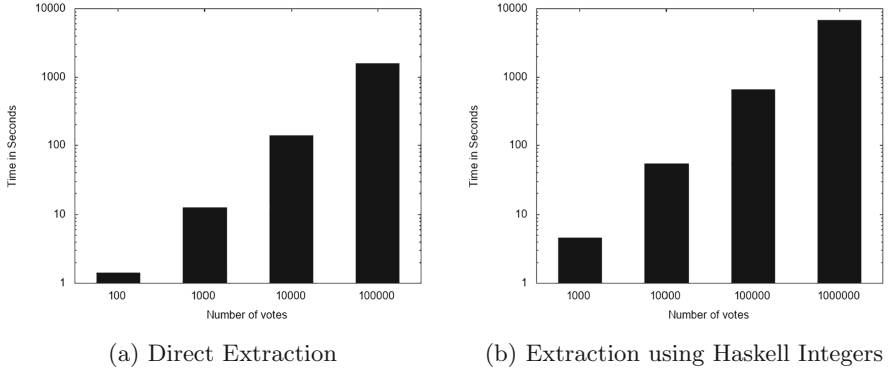 10000
1000
100
10
1
Time in Seconds
100 1000 10000 100000
Number of votes
(a) Direct Extraction
10000
1000
100
10
1
Time in Seconds
1000 10000 100000 1000000
Number of votes
(b) Extraction using Haskell Integers